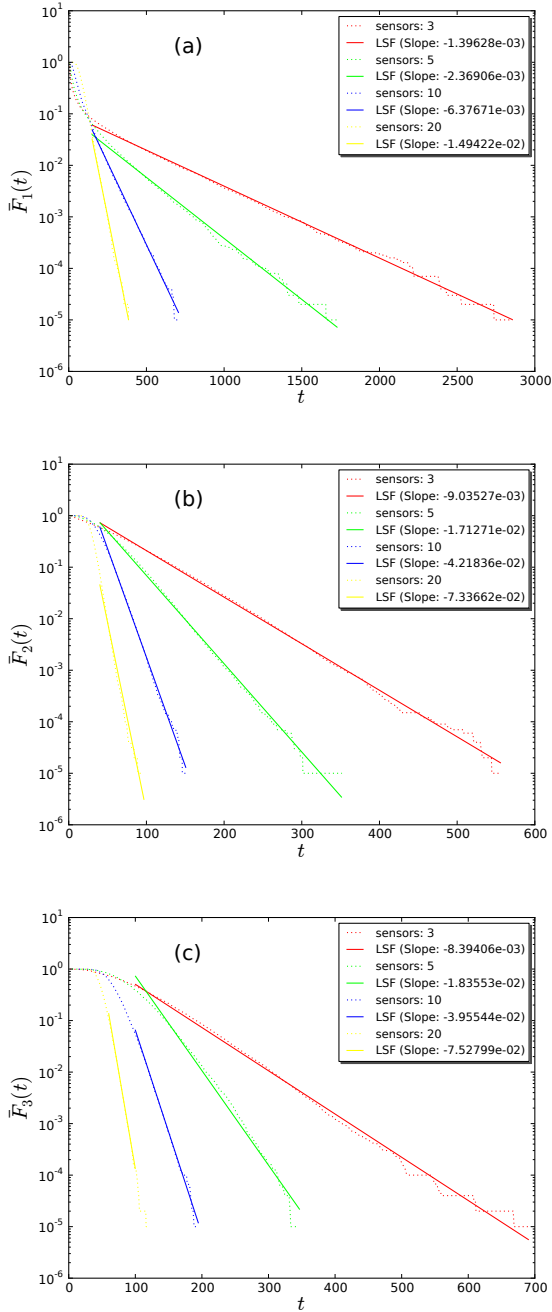 (a)
sensors: 3
LSF (Slope: -1.39628e-03)
sensors: 5
LSF (Slope: -2.36906e-03)
sensors: 10
LSF (Slope: -6.37671e-03)
sensors: 20
LSF (Slope: -1.49422e-02)
10^1
10^0
10^-1
10^-2
10^-3
10^-4
10^-5
10^-6
F̄_1(t)
0 500 1000 1500 2000 2500 3000
t
(b)
sensors: 3
LSF (Slope: -9.03527e-03)
sensors: 5
LSF (Slope: -1.71271e-02)
sensors: 10
LSF (Slope: -4.21836e-02)
sensors: 20
LSF (Slope: -7.33662e-02)
10^1
10^0
10^-1
10^-2
10^-3
10^-4
10^-5
10^-6
F̄_2(t)
0 100 200 300 400 500 600
t
(c)
sensors: 3
LSF (Slope: -8.39406e-03)
sensors: 5
LSF (Slope: -1.83553e-02)
sensors: 10
LSF (Slope: -3.95544e-02)
sensors: 20
LSF (Slope: -7.52799e-02)
10^1
10^0
10^-1
10^-2
10^-3
10^-4
10^-5
10^-6
F̄_3(t)
0 100 200 300 400 500 600 700
t